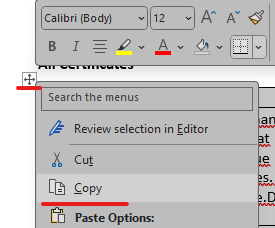 Calibri (Body) 12 A^ A˅
B I U A
All Certificates
Search the menus
Review selection in Editor
Cut
Copy
Paste Options: